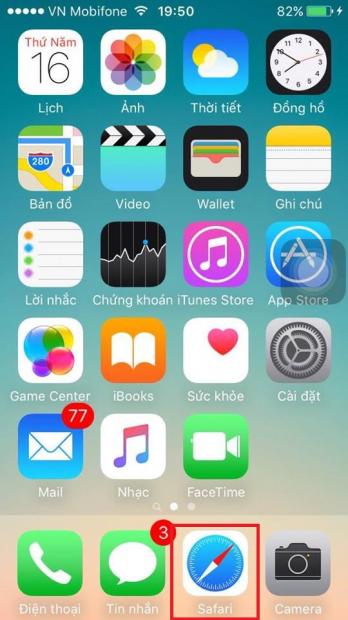 VN Mobifone 19:50 82%
Thứ Năm
16
Lịch Ảnh Thời tiết Đồng hồ
280
Bản đồ Video Wallet Ghi chú
Lời nhắc Chứng khoán iTunes Store App Store
Game Center iBooks Sức khỏe Cài đặt
77
Mail Nhạc FaceTime
3
Điện thoại Tin nhắn Safari Camera